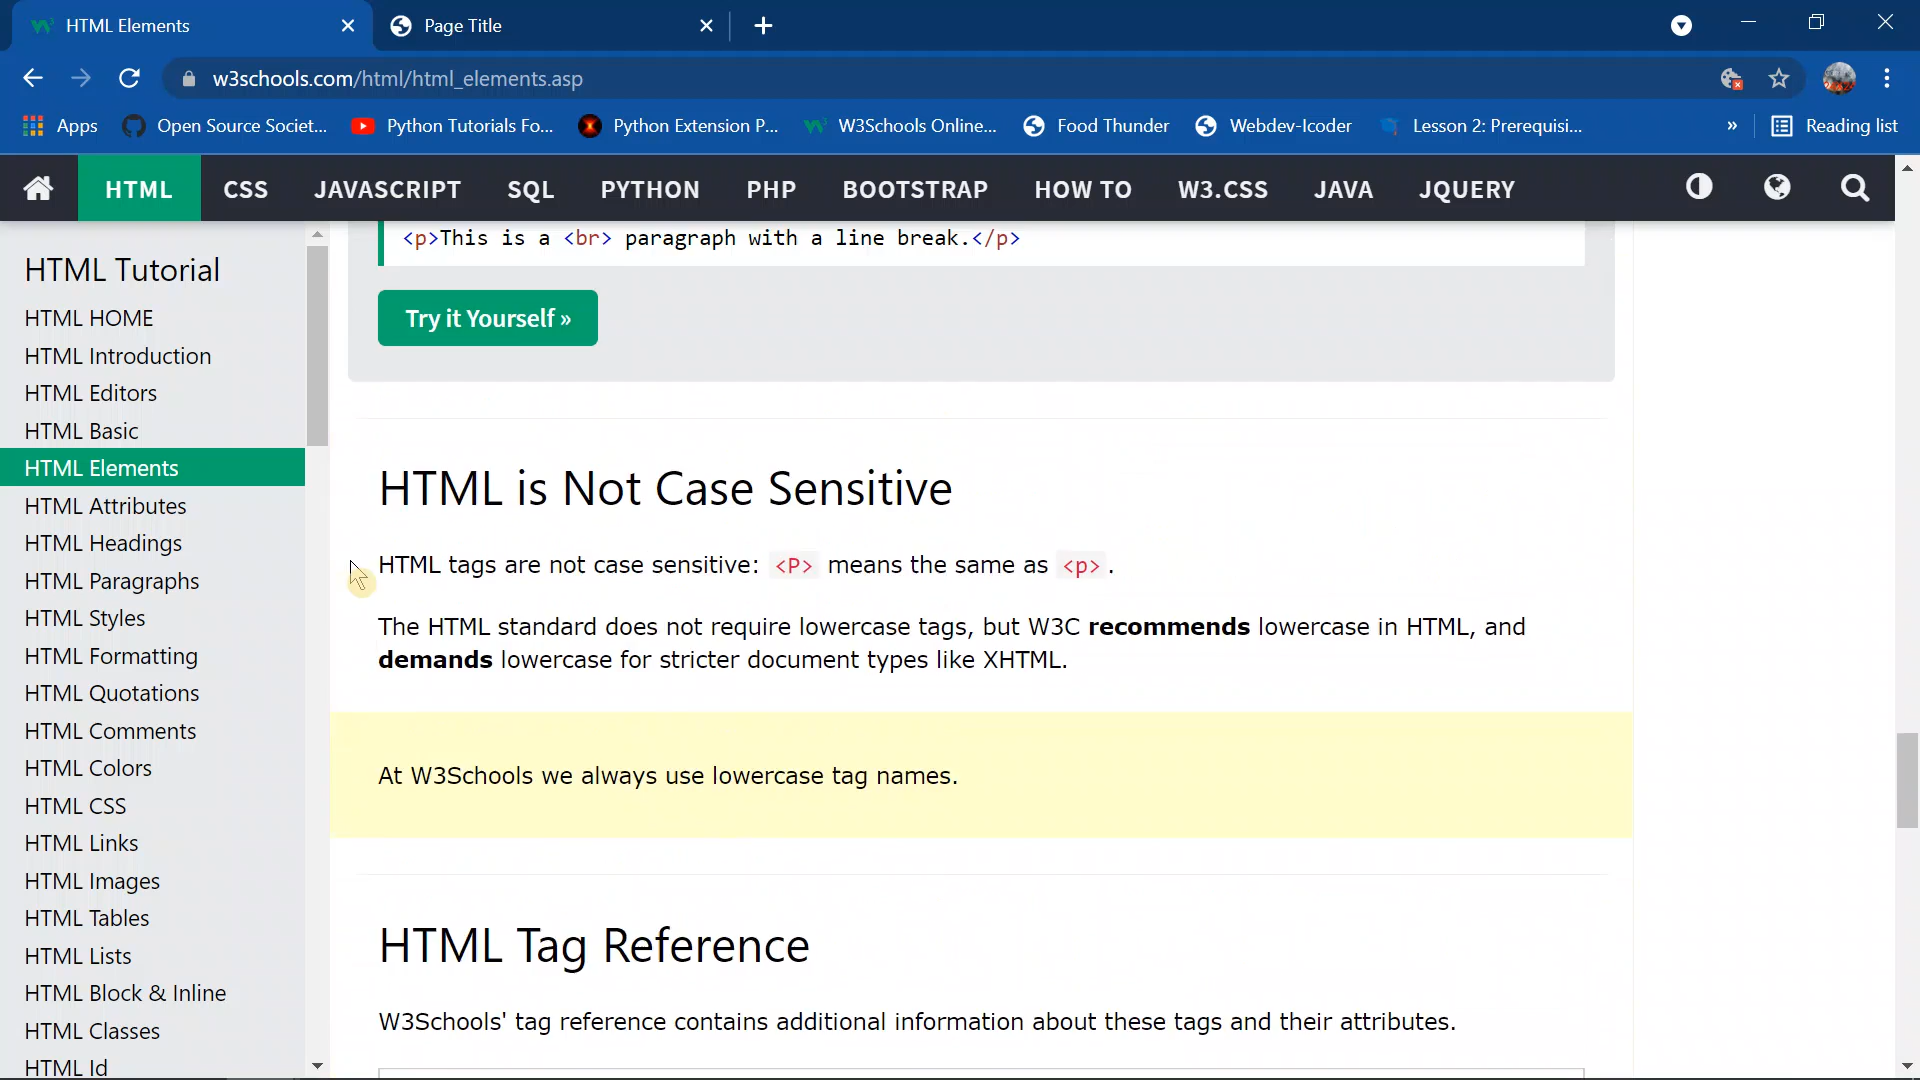 HTML Elements
Page Title
w3schools.com/html/html_elements.asp
Apps
Open Source Societ...
Python Tutorials Fo...
Python Extension P...
W3Schools Online...
Food Thunder
Webdev-Icoder
Lesson 2: Prerequisi...
»
Reading list
HTML
CSS
JAVASCRIPT
SQL
PYTHON
PHP
BOOTSTRAP
HOW TO
W3.CSS
JAVA
JQUERY
HTML Tutorial
HTML HOME
HTML Introduction
HTML Editors
HTML Basic
HTML Elements
HTML Attributes
HTML Headings
HTML Paragraphs
HTML Styles
HTML Formatting
HTML Quotations
HTML Comments
HTML Colors
HTML CSS
HTML Links
HTML Images
HTML Tables
HTML Lists
HTML Block & Inline
HTML Classes
HTML Id
<p>This is a <br> paragraph with a line break.</p>
Try it Yourself »
HTML is Not Case Sensitive
HTML tags are not case sensitive: <P> means the same as <p>.
The HTML standard does not require lowercase tags, but W3C recommends lowercase in HTML, and
demands lowercase for stricter document types like XHTML.
At W3Schools we always use lowercase tag names.
HTML Tag Reference
W3Schools' tag reference contains additional information about these tags and their attributes.